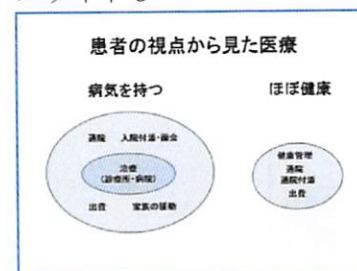 患者の視点から見た医療
病気を持つ
ほぼ健康
通院 入院付添・面会
治療
(診療所・病院)
出費 家族の援助
健康管理
通院
通院付添
出費